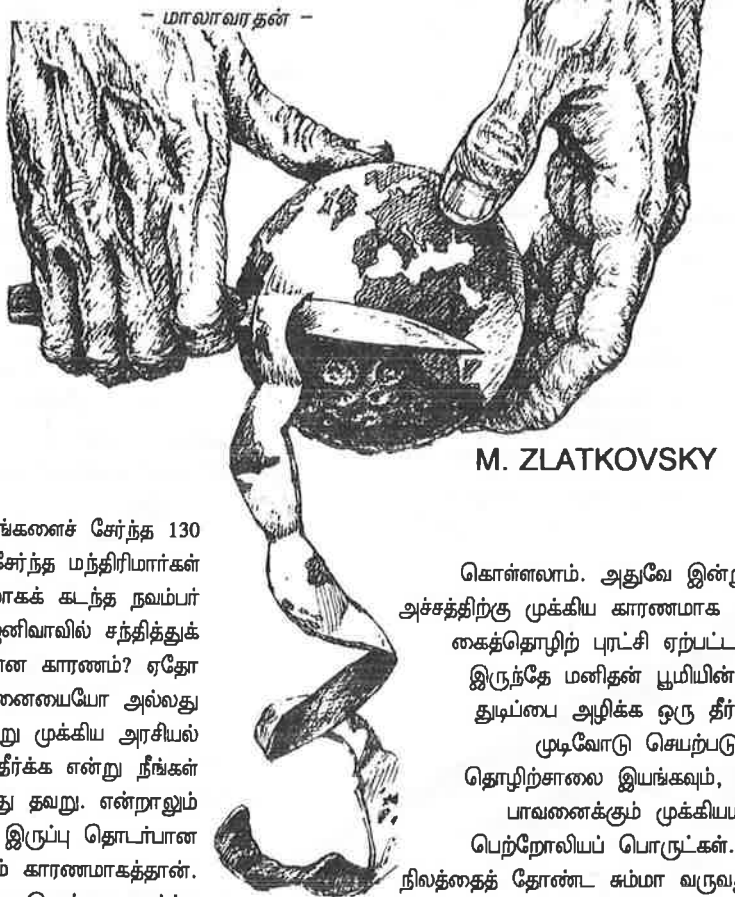 – மாலாவரதன் –
M. ZLATKOVSKY
ங்களைச் சேர்ந்த 130
சேர்ந்த மந்திரிமார்கள்
லாகக் கடந்த நவம்பர்
ஜனிவாவில் சந்தித்துக்
ான காரணம்? ஏதோ
னையையோ அல்லது
று முக்கிய அரசியல்
தீர்க்க என்று நீங்கள்
து தவறு. என்றாலும்
இருப்பு தொடர்பான
ம் காரணமாகத்தான்.
கொள்ளலாம். அதுவே இன்
அச்சத்திற்கு முக்கிய காரணமாக
கைத்தொழிற் புரட்சி ஏற்பட்ட
இருந்தே மனிதன் பூமியின்
துடிப்பை அழிக்க ஒரு தீர்
முடிவோடு செயற்படு
தொழிற்சாலை இயங்கவும்,
பாவனைக்கும் முக்கியம
பெற்றோலியப் பொருட்கள்.
நிலத்தைத் தோண்ட சும்மா வருவ